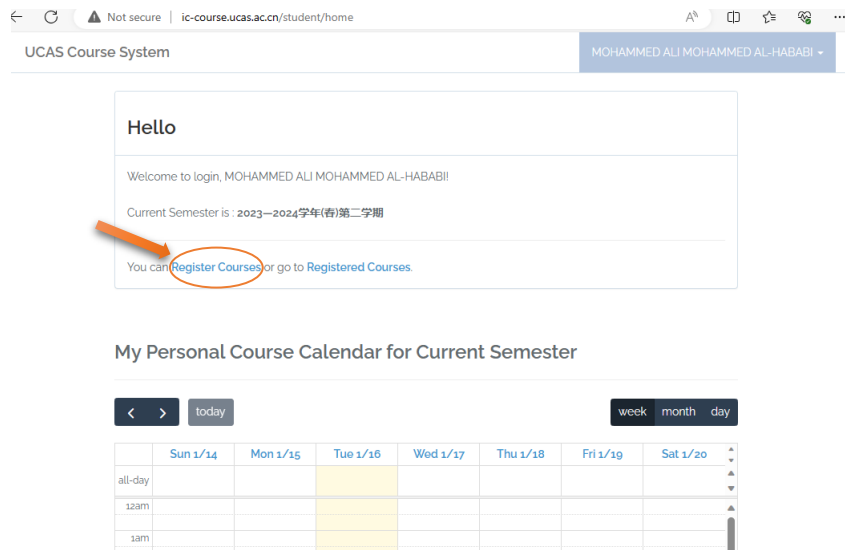 Not secure | ic-course.ucas.ac.cn/student/home
UCAS Course System
MOHAMMED ALI MOHAMMED AL-HABABI
Hello
Welcome to login, MOHAMMED ALI MOHAMMED AL-HABABI!
Current Semester is : 2023—2024学年(春)第二学期
You can Register Courses or go to Registered Courses.
My Personal Course Calendar for Current Semester
today
week month day
Sun 1/14 Mon 1/15 Tue 1/16 Wed 1/17 Thu 1/18 Fri 1/19 Sat 1/20
all-day
12am
1am